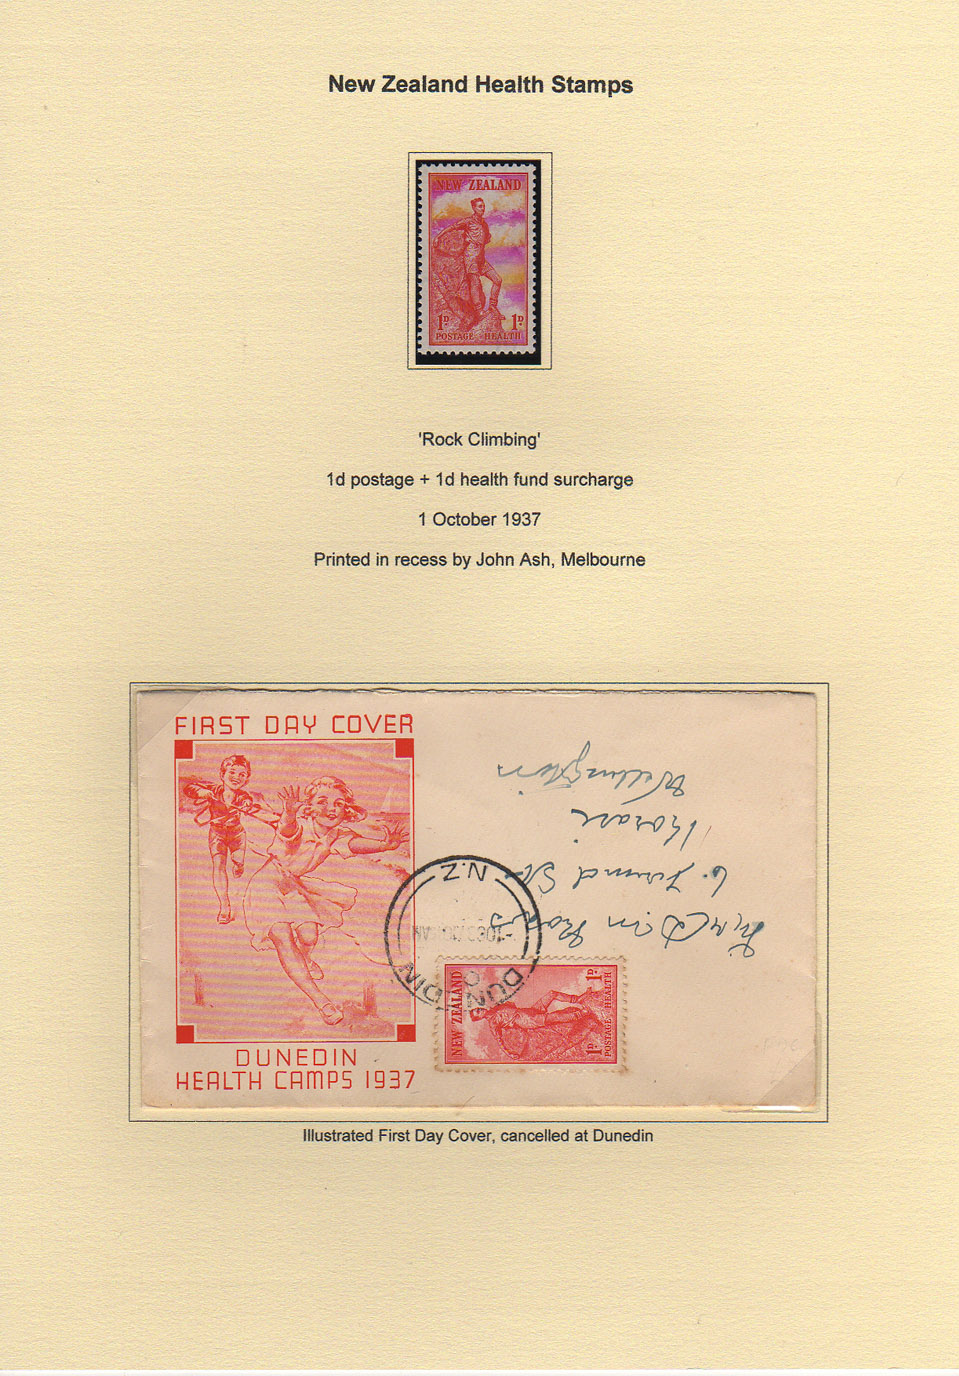 New Zealand Health Stamps
NEW ZEALAND
1D. 1D.
POSTAGE HEALTH
'Rock Climbing'
1d postage + 1d health fund surcharge
1 October 1937
Printed in recess by John Ash, Melbourne
FIRST DAY COVER
DUNEDIN
HEALTH CAMPS 1937
Wellington
N.Z.
DUNEDIN
NEW ZEALAND
1D. 1D.
POSTAGE HEALTH
Illustrated First Day Cover, cancelled at Dunedin